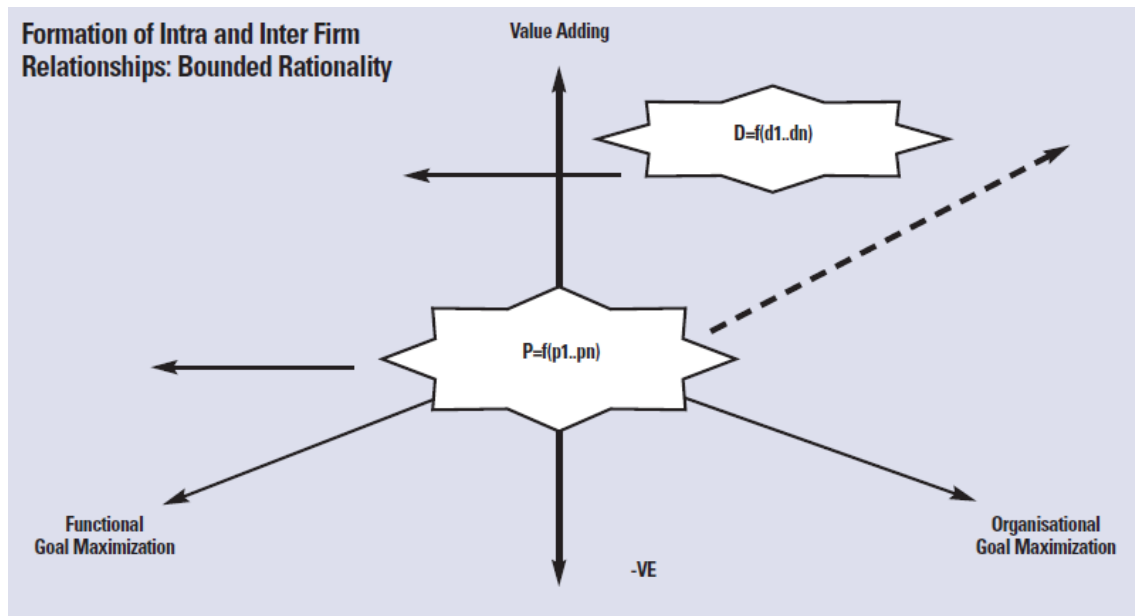 Formation of Intra and Inter Firm
Relationships: Bounded Rationality
Value Adding
D=f(d1..dn)
P=f(p1..pn)
Functional
Goal Maximization
Organisational
Goal Maximization
-VE